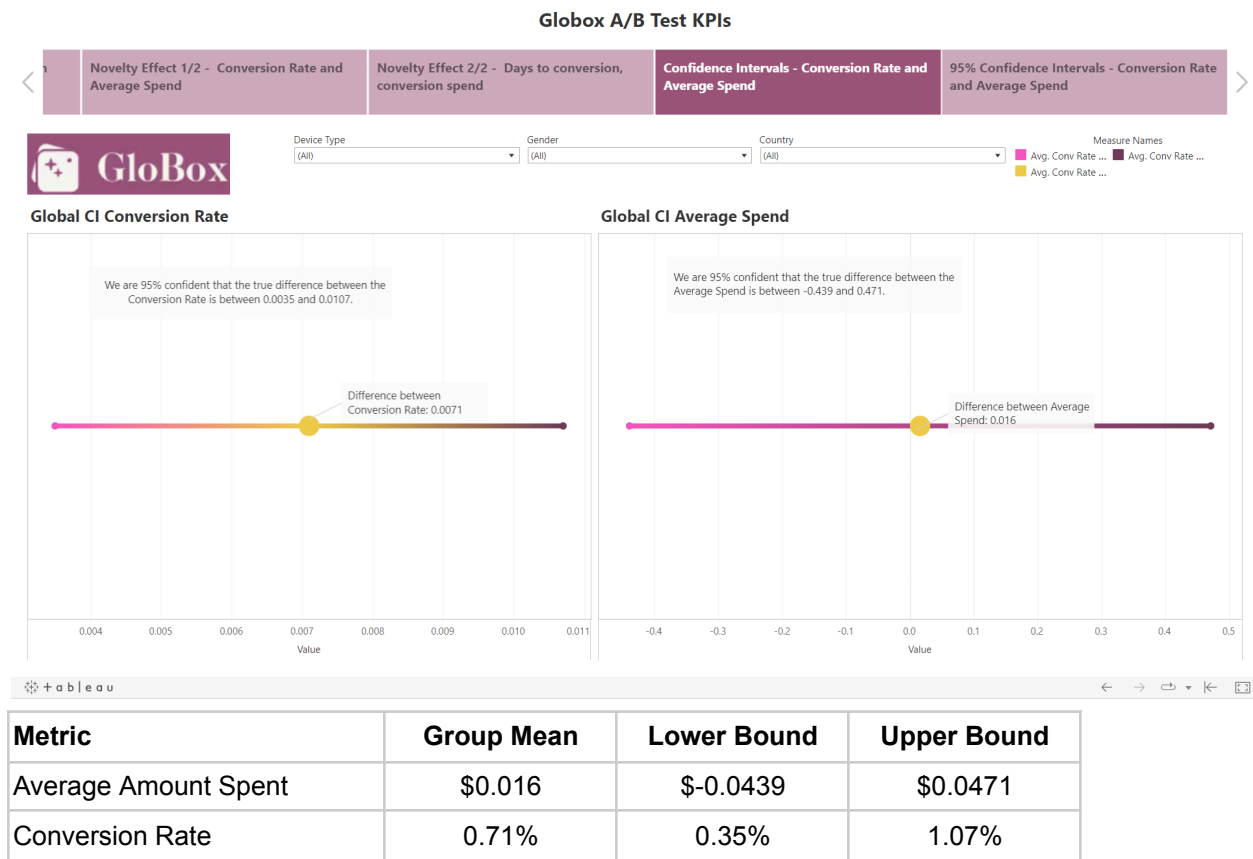 Globox A/B Test KPIs
n
Novelty Effect 1/2 - Conversion Rate and
Average Spend
Novelty Effect 2/2 - Days to conversion,
conversion spend
Confidence Intervals - Conversion Rate and
Average Spend
95% Confidence Intervals - Conversion Rate
and Average Spend
GloBox
Device Type
(All)
Gender
(All)
Country
(All)
Measure Names
Avg. Conv Rate ...
Avg. Conv Rate ...
Avg. Conv Rate ...
Global CI Conversion Rate
We are 95% confident that the true difference between the
Conversion Rate is between 0.0035 and 0.0107.
Difference between
Conversion Rate: 0.0071
0.004 0.005 0.006 0.007 0.008 0.009 0.010 0.011
Value
Global CI Average Spend
We are 95% confident that the true difference between the
Average Spend is between -0.439 and 0.471.
Difference between Average
Spend: 0.016
-0.4 -0.3 -0.2 -0.1 0.0 0.1 0.2 0.3 0.4 0.5
Value
+ableau
Metric Group Mean Lower Bound Upper Bound
Average Amount Spent $0.016 $-0.0439 $0.0471
Conversion Rate 0.71% 0.35% 1.07%